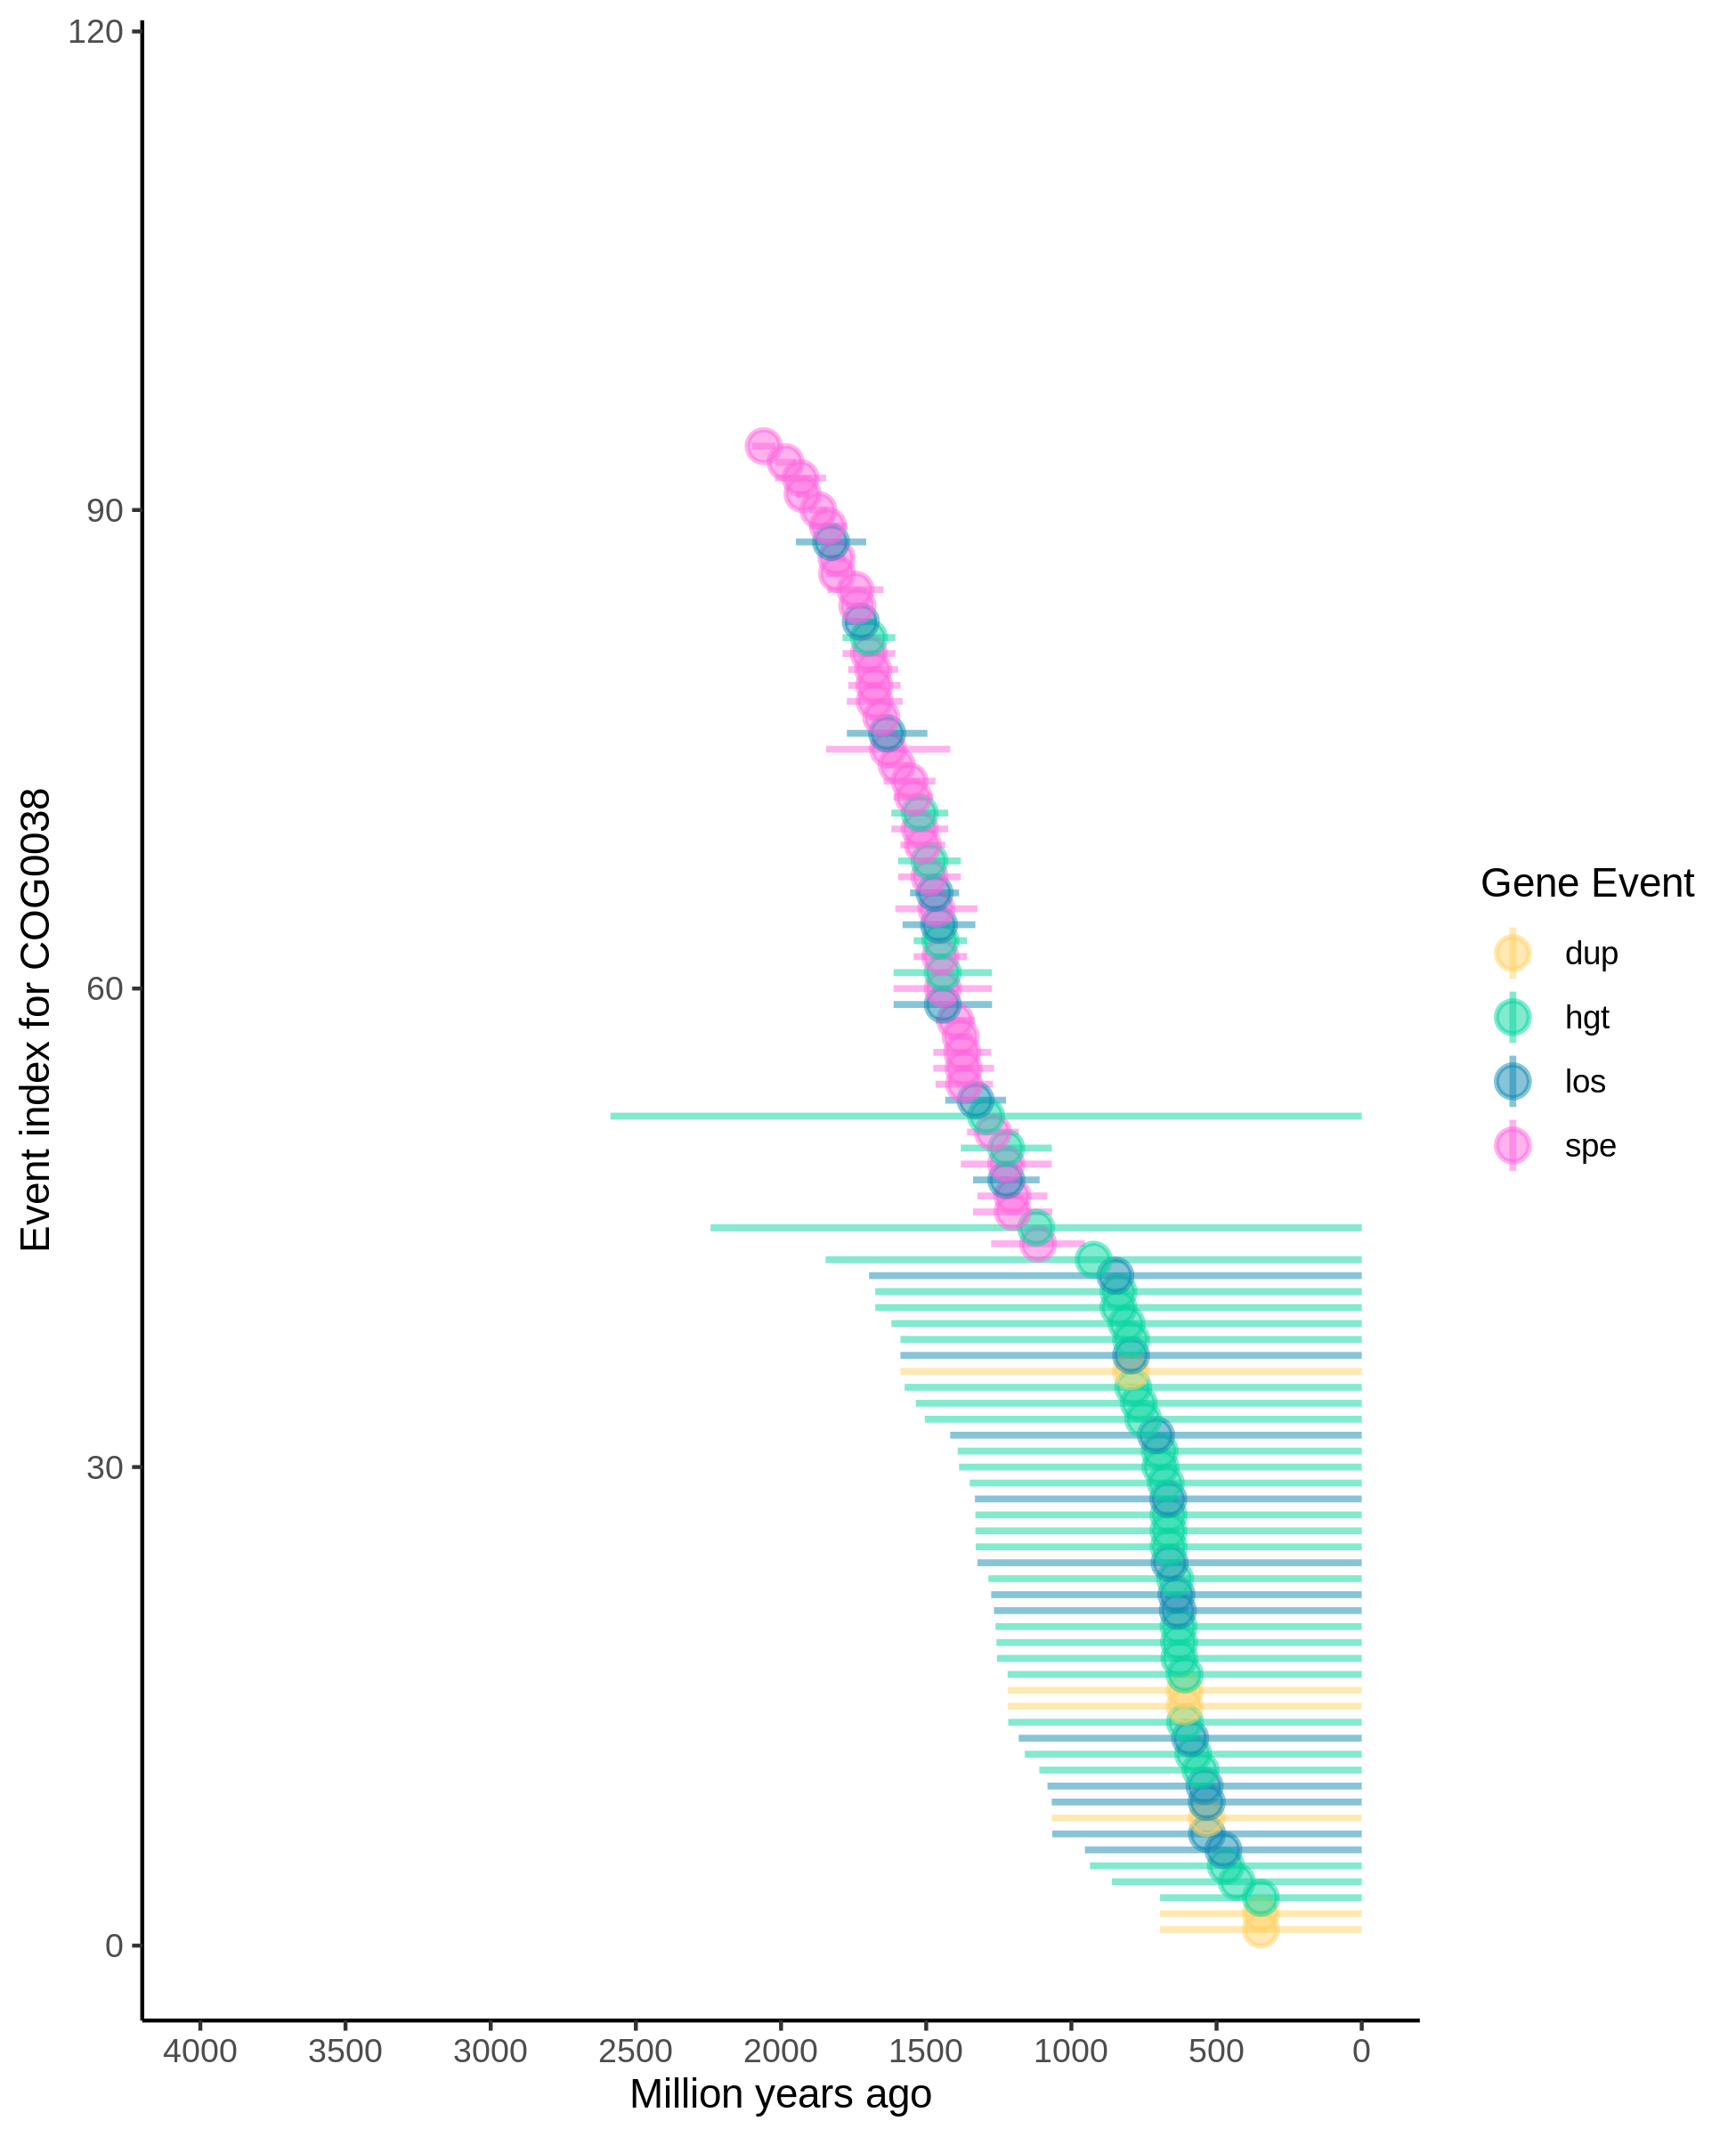 120
90
60
30
0
Event index for COG0038
4000 3500 3000 2500 2000 1500 1000 500 0
Million years ago
Gene Event
dup
hgt
los
spe